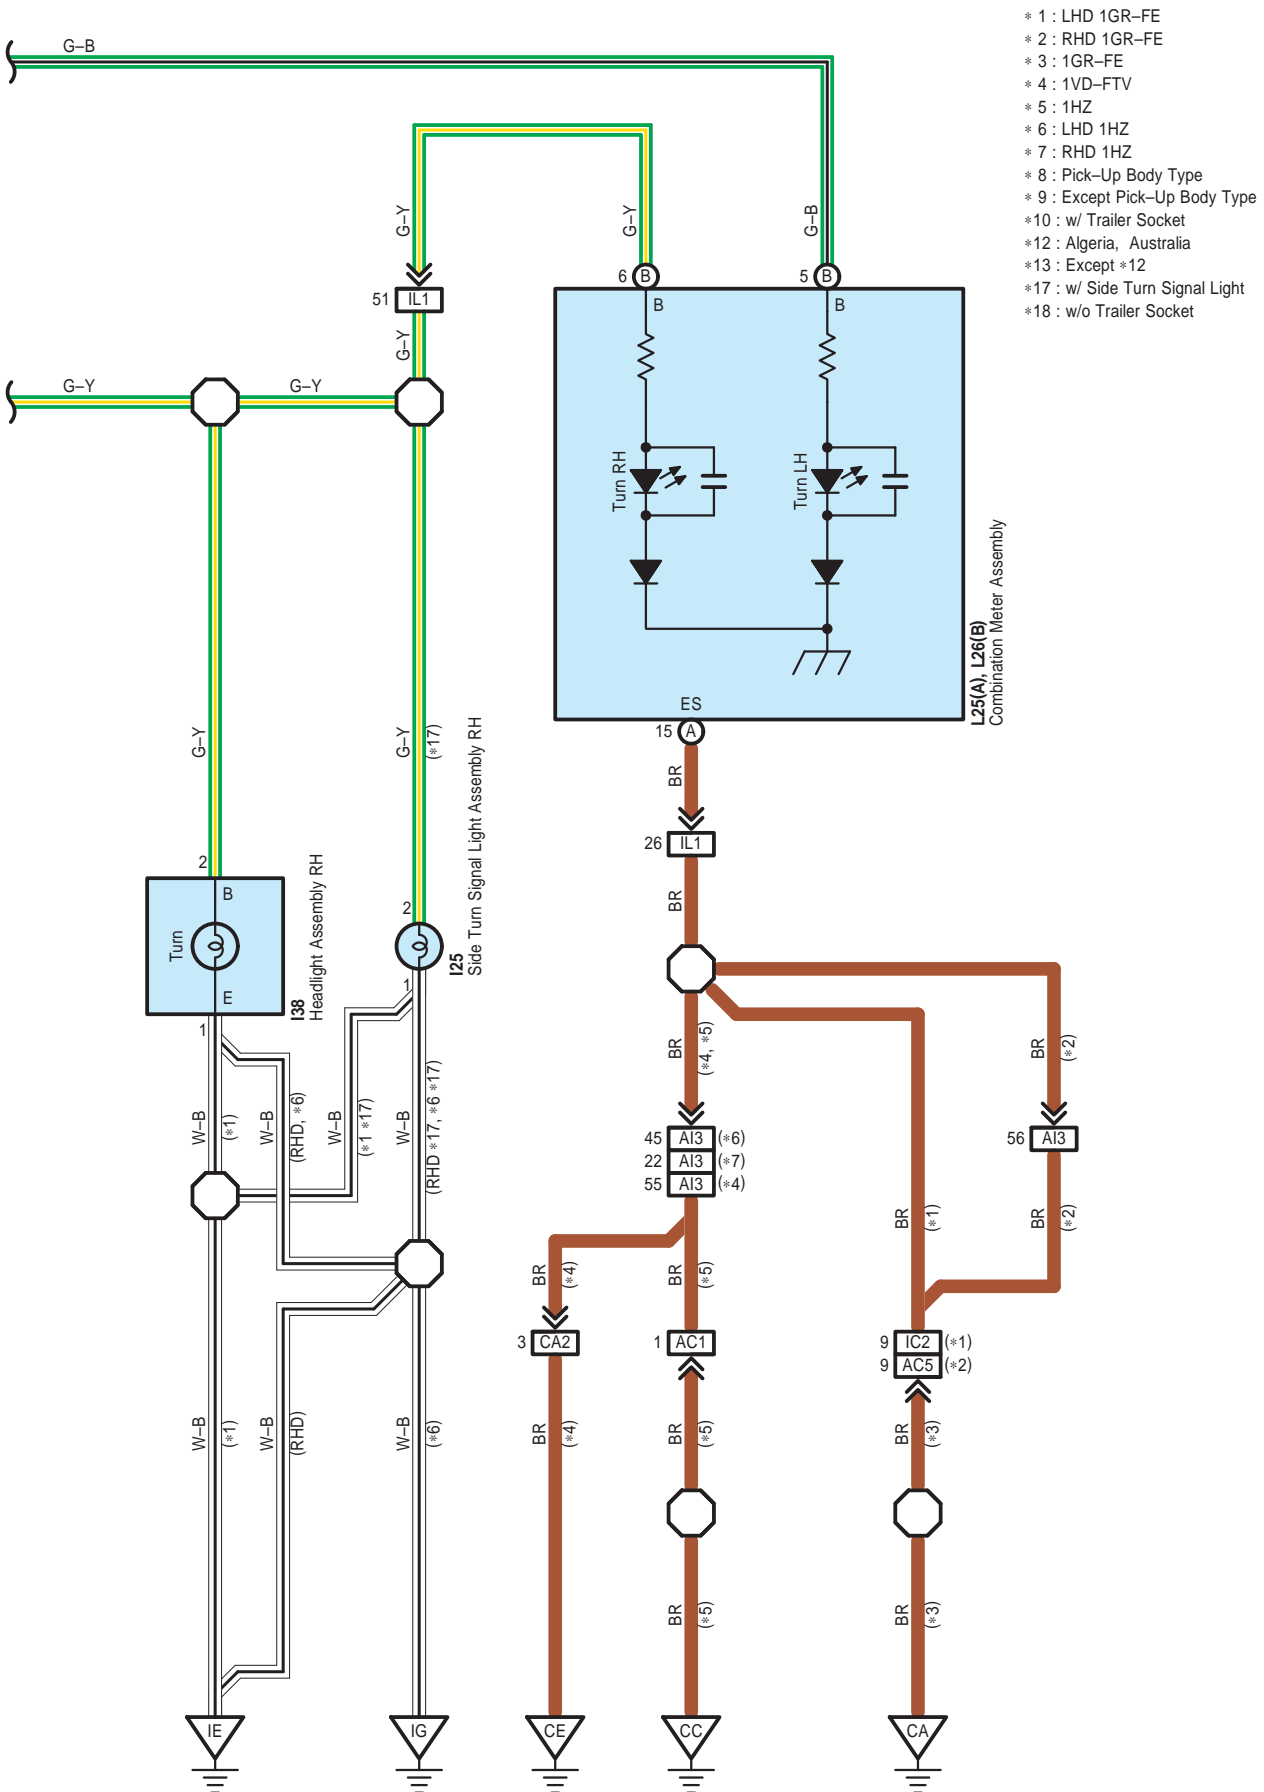 * 1 : LHD 1GR–FE
* 2 : RHD 1GR–FE
* 3 : 1GR–FE
* 4 : 1VD–FTV
* 5 : 1HZ
* 6 : LHD 1HZ
* 7 : RHD 1HZ
* 8 : Pick–Up Body Type
* 9 : Except Pick–Up Body Type
*10 : w/ Trailer Socket
*12 : Algeria, Australia
*13 : Except *12
*17 : w/ Side Turn Signal Light
*18 : w/o Trailer Socket
G–B
G–Y
G–Y
G–B
6 B
5 B
B
B
51 IL1
G–Y
G–Y
G–Y
Turn RH
Turn LH
L25(A), L26(B)
Combination Meter Assembly
ES
15 A
G–Y
G–Y
(*17)
BR
26 IL1
BR
2
B
Turn
E
1
I38
Headlight Assembly RH
2
1
I25
Side Turn Signal Light Assembly RH
W–B
(*1)
W–B
(RHD, *6)
W–B
(*1 *17)
W–B
(RHD *17, *6 *17)
BR
(*4, *5)
BR
(*2)
45 AI3 (*6)
22 AI3 (*7)
55 AI3 (*4)
56 AI3
BR
(*1)
BR
(*2)
BR
(*4)
BR
(*5)
3 CA2
1 AC1
9 IC2 (*1)
9 AC5 (*2)
W–B
(*1)
W–B
(RHD)
W–B
(*6)
BR
(*4)
BR
(*5)
BR
(*3)
BR
(*5)
BR
(*3)
IE
IG
CE
CC
CA